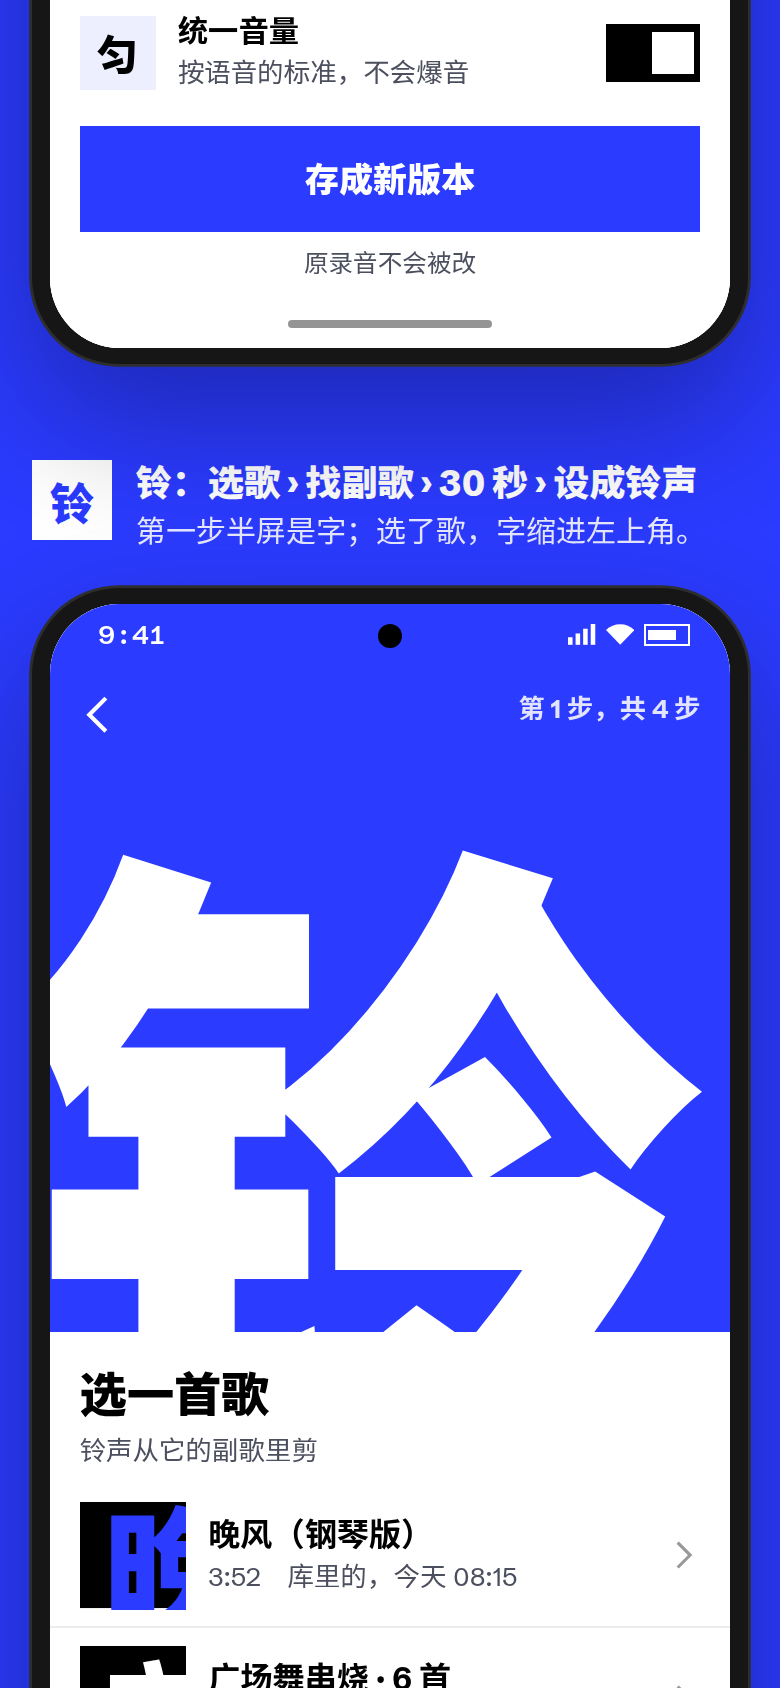 匀
统一音量
按语音的标准，不会爆音
存成新版本
原录音不会被改
铃
铃：选歌 › 找副歌 › 30 秒 › 设成铃声
第一步半屏是字；选了歌，字缩进左上角。
9:41
第 1 步，共 4 步
铃
选一首歌
铃声从它的副歌里剪
晚
晚风（钢琴版）
3:52 库里的，今天 08:15
广场舞串烧 · 6 首